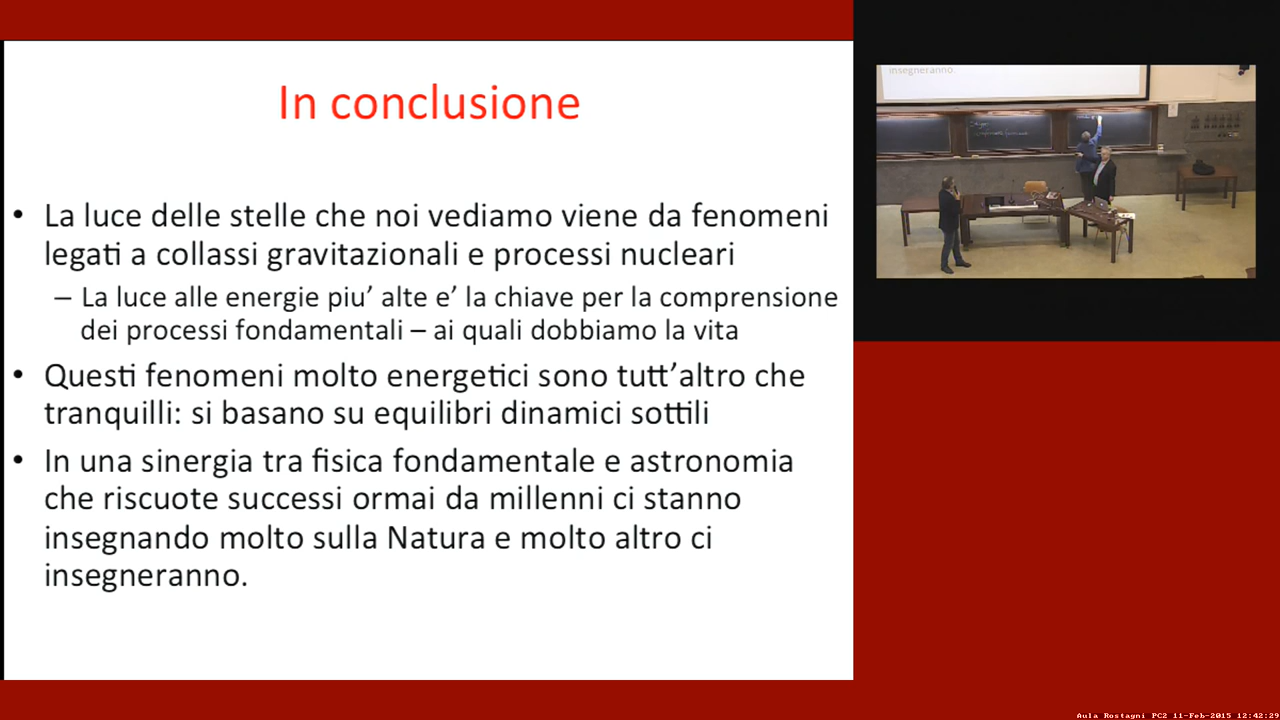 In conclusione
• La luce delle stelle che noi vediamo viene da fenomeni
legati a collassi gravitazionali e processi nucleari
– La luce alle energie piu’ alte e’ la chiave per la comprensione
dei processi fondamentali – ai quali dobbiamo la vita
• Questi fenomeni molto energetici sono tutt’altro che
tranquilli: si basano su equilibri dinamici sottili
• In una sinergia tra fisica fondamentale e astronomia
che riscuote successi ormai da millenni ci stanno
insegnando molto sulla Natura e molto altro ci
insegneranno.
insegneranno.
Aula Rostagni PC2 11-Feb-2015 12:42:29